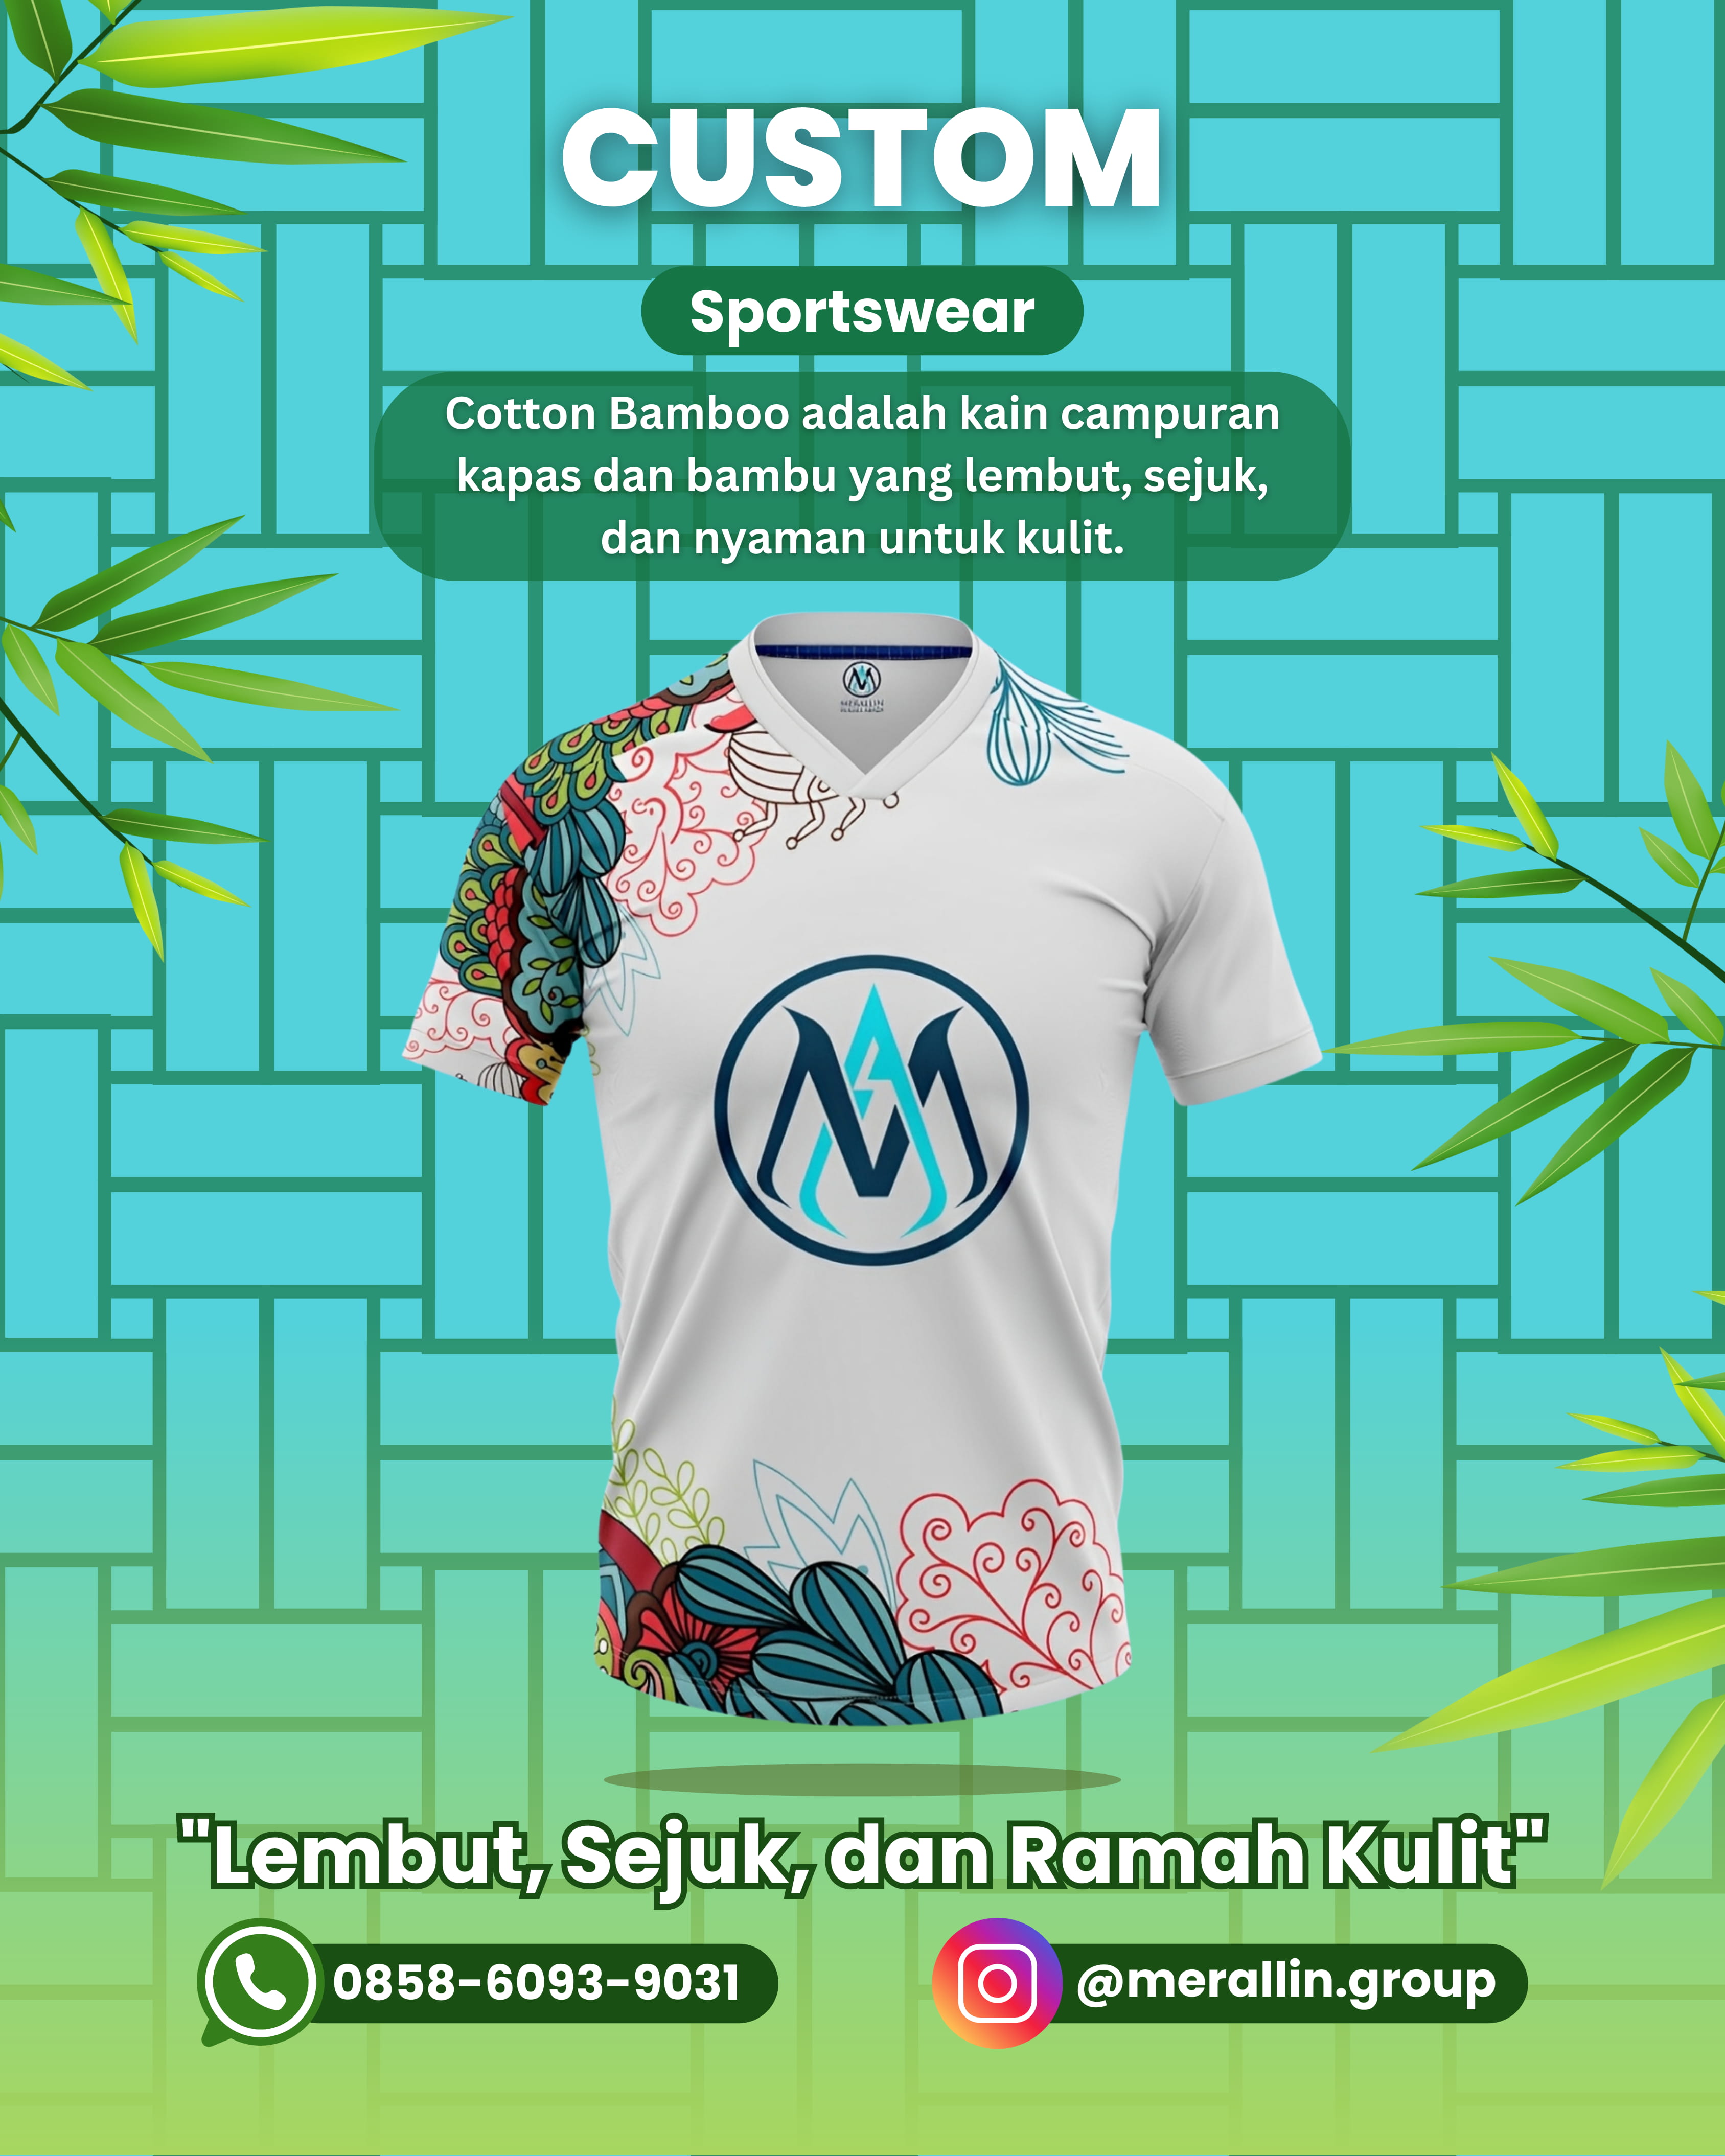 CUSTOM
Sportswear
Cotton Bamboo adalah kain campuran
kapas dan bambu yang lembut, sejuk,
dan nyaman untuk kulit.
MERALLIN
"Lembut, Sejuk, dan Ramah Kulit"
0858-6093-9031
@merallin.group